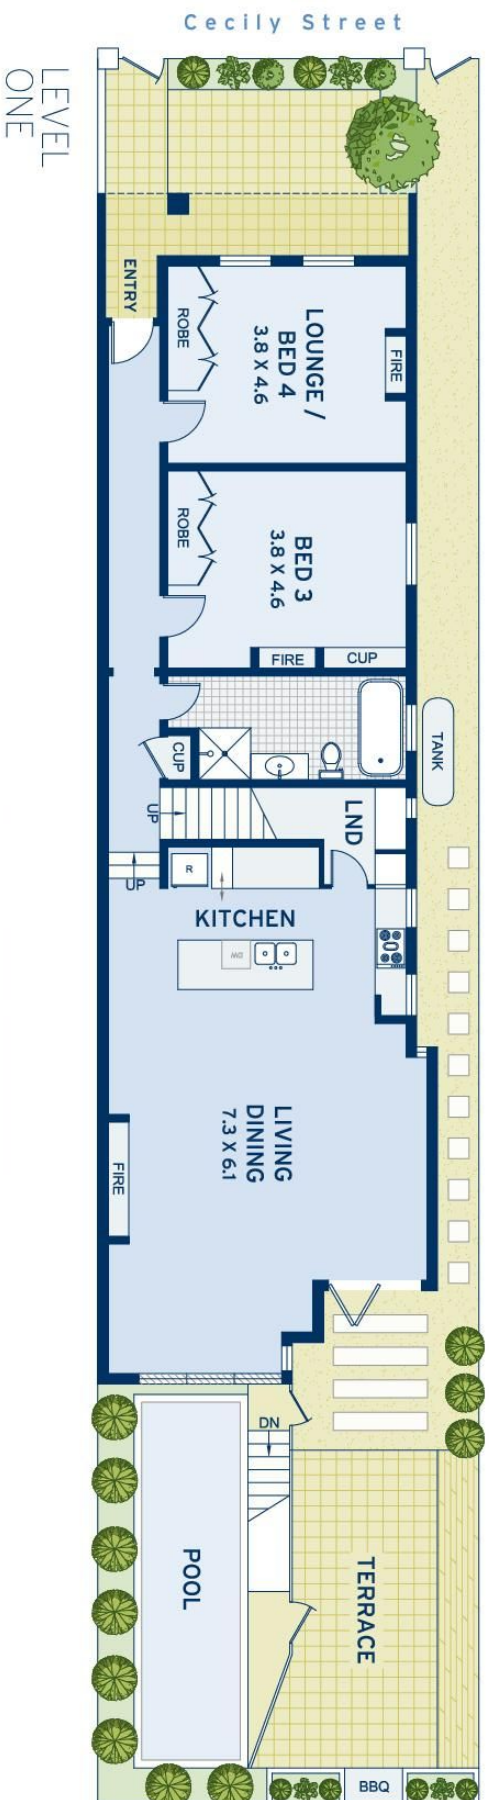 Cecily Street
LEVEL
ONE
ENTRY
ROBE
LOUNGE /
BED 4
3.8 X 4.6
FIRE
ROBE
BED 3
3.8 X 4.6
FIRE
CUP
CUP
TANK
UP
LND
UP
R
KITCHEN
DW
LIVING
DINING
7.3 X 6.1
FIRE
DN
POOL
TERRACE
BBQ